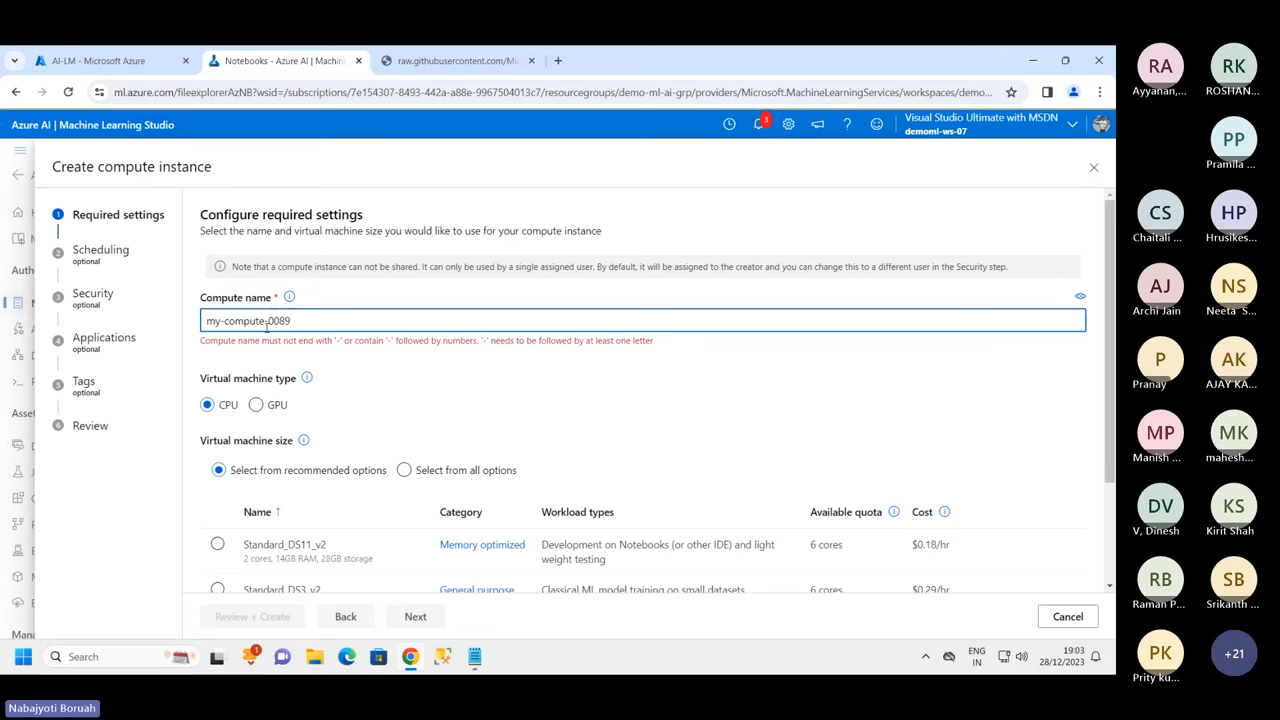 AI-LM - Microsoft Azure
Notebooks - Azure AI | Machine
raw.githubusercontent.com/Mi
ml.azure.com/fileexplorerAzNB?wsid=/subscriptions/7e154307-8493-442a-a88e-9967504013c7/resourcegroups/demo-ml-ai-grp/providers/Microsoft.MachineLearningServices/workspaces/demo...
Azure AI | Machine Learning Studio
3
Visual Studio Ultimate with MSDN
demoml-ws-07
Create compute instance
1 Required settings
2 Scheduling
optional
3 Security
optional
4 Applications
optional
5 Tags
optional
6 Review
Configure required settings
Select the name and virtual machine size you would like to use for your compute instance
Note that a compute instance can not be shared. It can only be used by a single assigned user. By default, it will be assigned to the creator and you can change this to a different user in the Security step.
Compute name *
my-compute-0089
Compute name must not end with '-' or contain '-' followed by numbers. '-' needs to be followed by at least one letter
Virtual machine type
CPU GPU
Virtual machine size
Select from recommended options Select from all options
Name ↑ Category Workload types Available quota Cost
Standard_DS11_v2 Memory optimized Development on Notebooks (or other IDE) and light weight testing 6 cores $0.18/hr
2 cores, 14GB RAM, 28GB storage
Standard_DS3_v2 General purpose Classical ML model training on small datasets 6 cores $0.29/hr
Review + Create Back Next Cancel
Auth
Asset
Mana
Search
1
ENG
IN
19:03
28/12/2023
Nabajyoti Boruah
RA
Ayyanan,...
RK
ROSHAN...
PP
Pramila ...
CS
Chaitali ...
HP
Hrusikes...
AJ
Archi Jain
NS
Neeta S...
P
Pranay
AK
AJAY KA...
MP
Manish ...
MK
mahesh...
DV
V, Dinesh
KS
Kirit Shah
RB
Raman P...
SB
Srikanth ...
PK
Prity ku...
+21